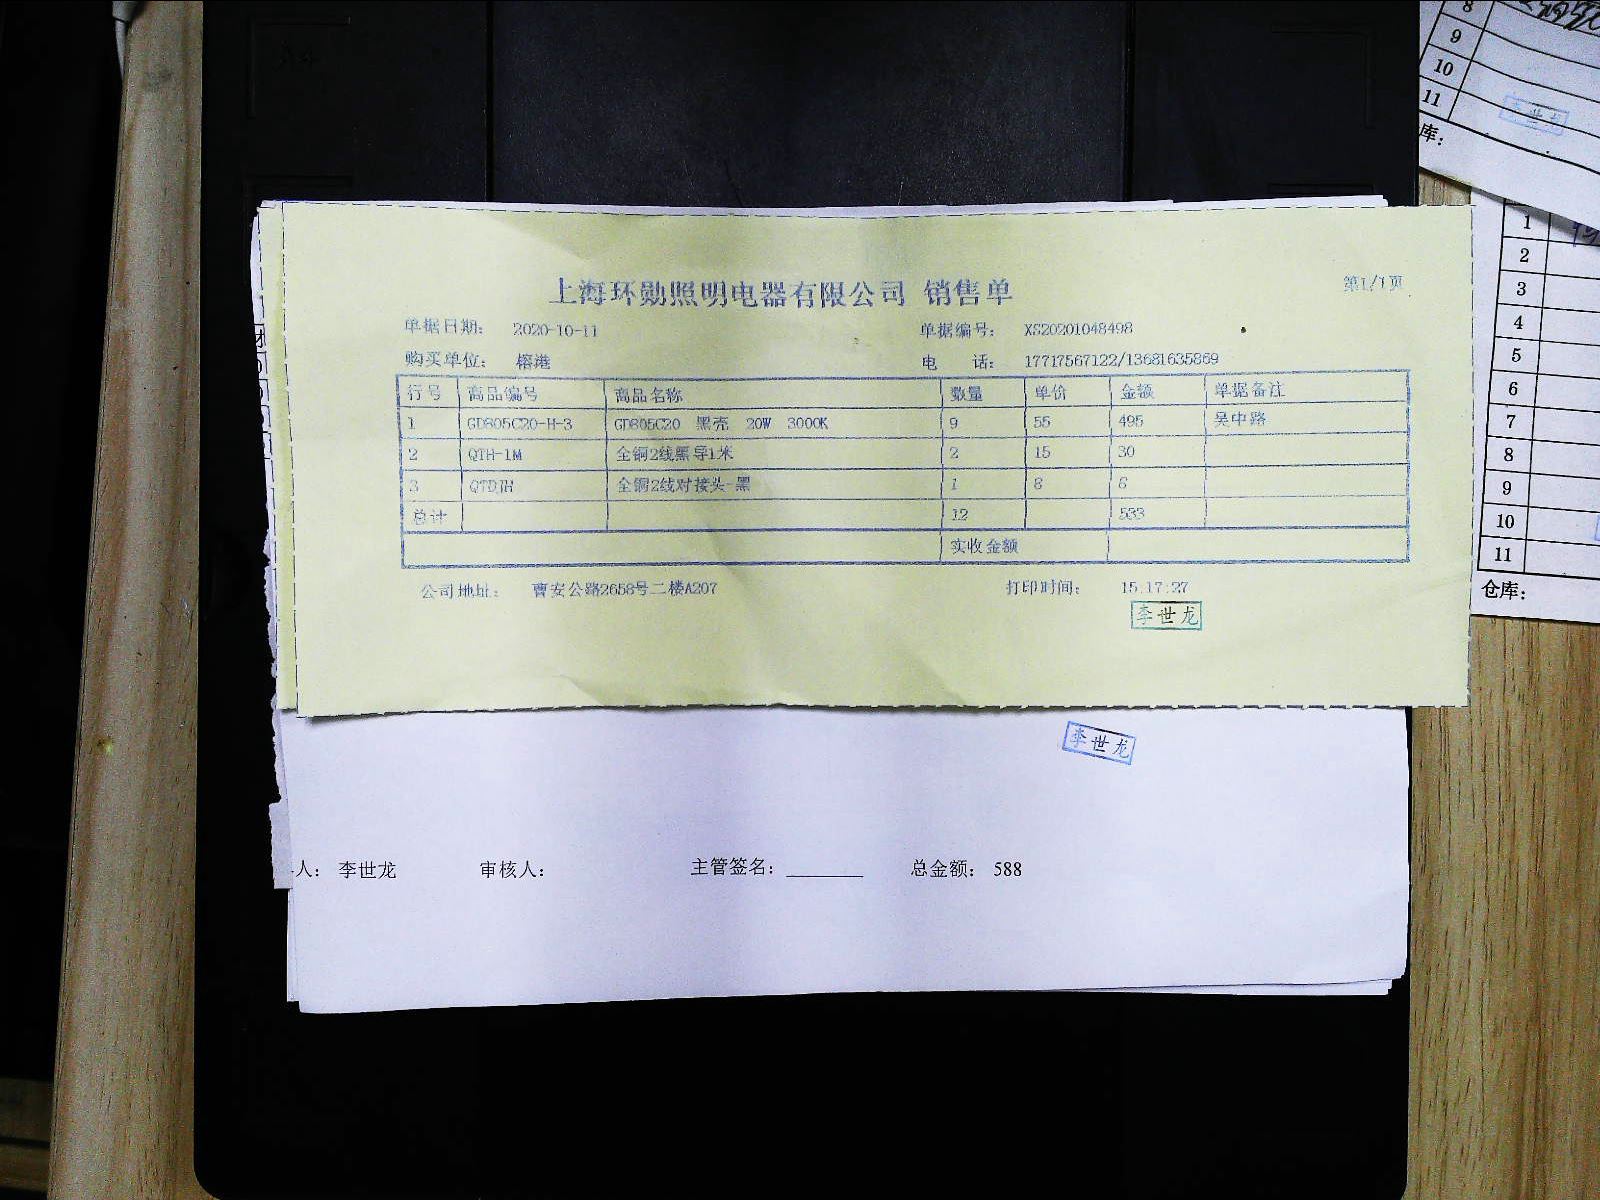 上海环勋照明电器有限公司 销售单
第1/1页
单据日期： 2020-10-11 单据编号： XS20201048498
购买单位： 榕港 电 话： 17717567122/13681635869
行号 商品编号 商品名称 数量 单价 金额 单据备注
1 GD805C20-H-3 GD805C20 黑壳 20W 3000K 9 55 495 吴中路
2 QTH-1M 全铜2线黑导1米 2 15 30
3 QTDJH 全铜2线对接头-黑 1 8 8
总计 12 533
实收金额
公司地址： 曹安公路2658号二楼A207 打印时间： 15:17:27
李世龙
李世龙
人： 李世龙 审核人： 主管签名： 总金额： 588
8
9
10
11
李世龙
库：
1
2
3
4
5
6
7
8
9
10
11
仓库：